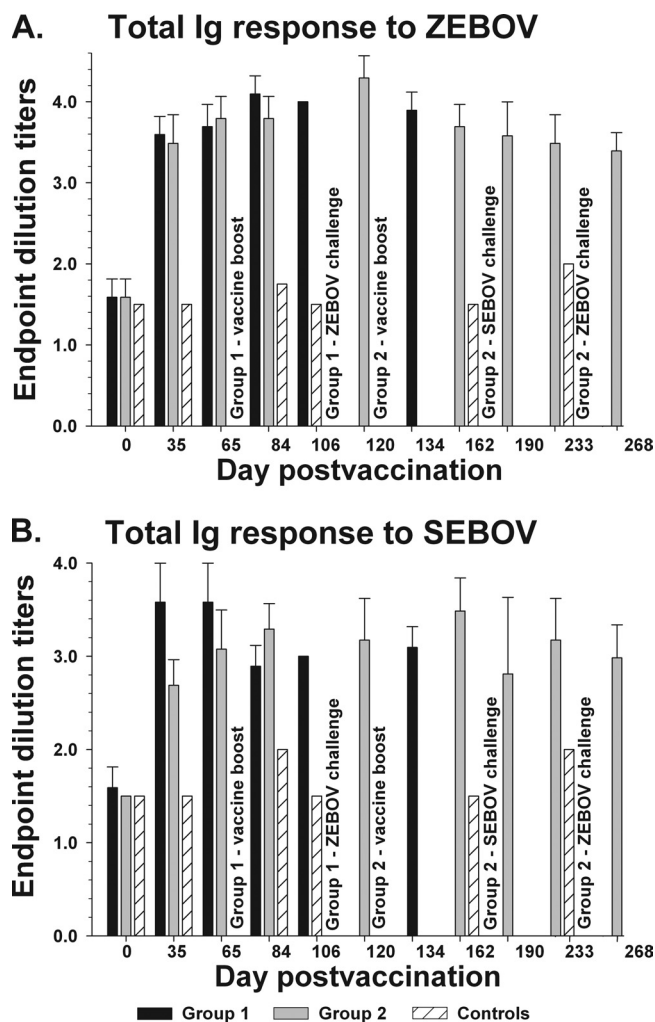 A. Total Ig response to ZEBOV
Endpoint dilution titers
4.0
3.0
2.0
1.0
0.0
Group 1 - vaccine boost
Group 1 - ZEBOV challenge
Group 2 - vaccine boost
Group 2 - SEBOV challenge
Group 2 - ZEBOV challenge
0 35 65 84 106 120 134 162 190 233 268
Day postvaccination
B. Total Ig response to SEBOV
Endpoint dilution titers
4.0
3.0
2.0
1.0
0.0
Group 1 - vaccine boost
Group 1 - ZEBOV challenge
Group 2 - vaccine boost
Group 2 - SEBOV challenge
Group 2 - ZEBOV challenge
0 35 65 84 106 120 134 162 190 233 268
Day postvaccination
Group 1 Group 2 Controls